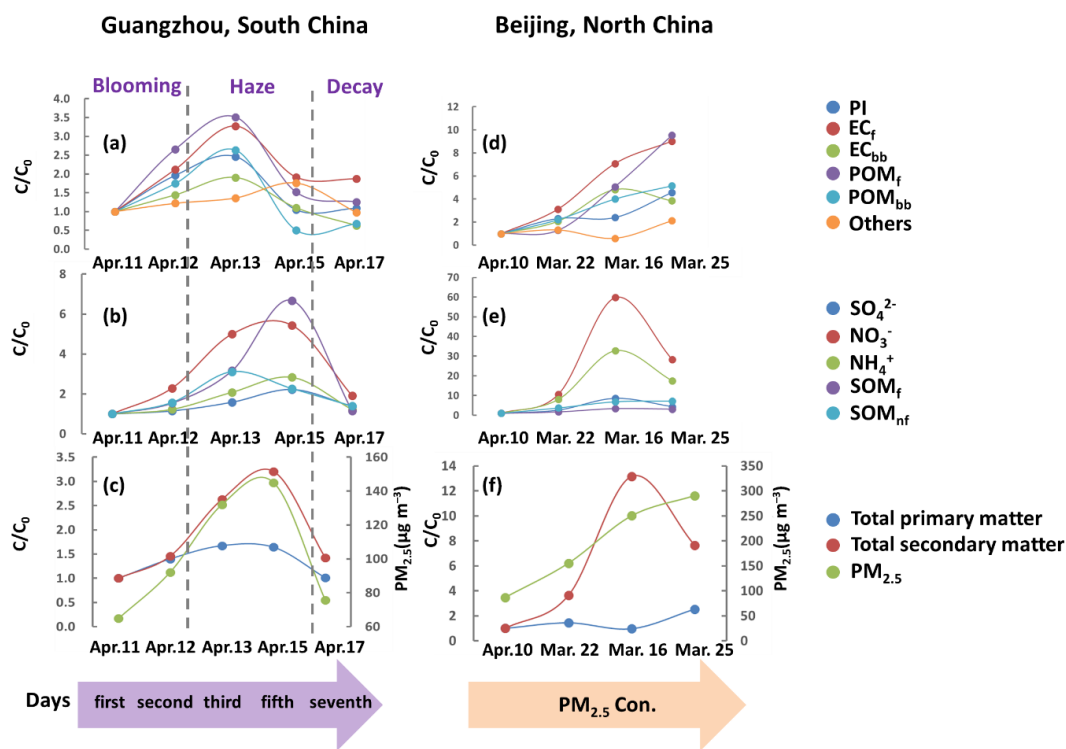 Guangzhou, South China
Beijing, North China
Blooming Haze Decay
(a)
C/C0
4.0
3.5
3.0
2.5
2.0
1.5
1.0
0.5
0.0
Apr.11 Apr.12 Apr.13 Apr.15 Apr.17
(d)
C/C0
12
10
8
6
4
2
0
Apr.10 Mar. 22 Mar. 16 Mar. 25
PI
ECf
ECbb
POMf
POMbb
Others
(b)
C/C0
8
6
4
2
0
Apr.11 Apr.12 Apr.13 Apr.15 Apr.17
(e)
C/C0
70
60
50
40
30
20
10
0
Apr.10 Mar. 22 Mar. 16 Mar. 25
SO42-
NO3-
NH4+
SOMf
SOMnf
(c)
C/C0
3.5
3.0
2.5
2.0
1.5
1.0
0.5
0.0
PM2.5(μg m−3)
160
140
120
100
80
60
Apr.11 Apr.12 Apr.13 Apr.15 Apr.17
(f)
C/C0
14
12
10
8
6
4
2
0
PM2.5(μg m−3)
350
300
250
200
150
100
50
0
Apr.10 Mar. 22 Mar. 16 Mar. 25
Total primary matter
Total secondary matter
PM2.5
Days first second third fifth seventh
PM2.5 Con.